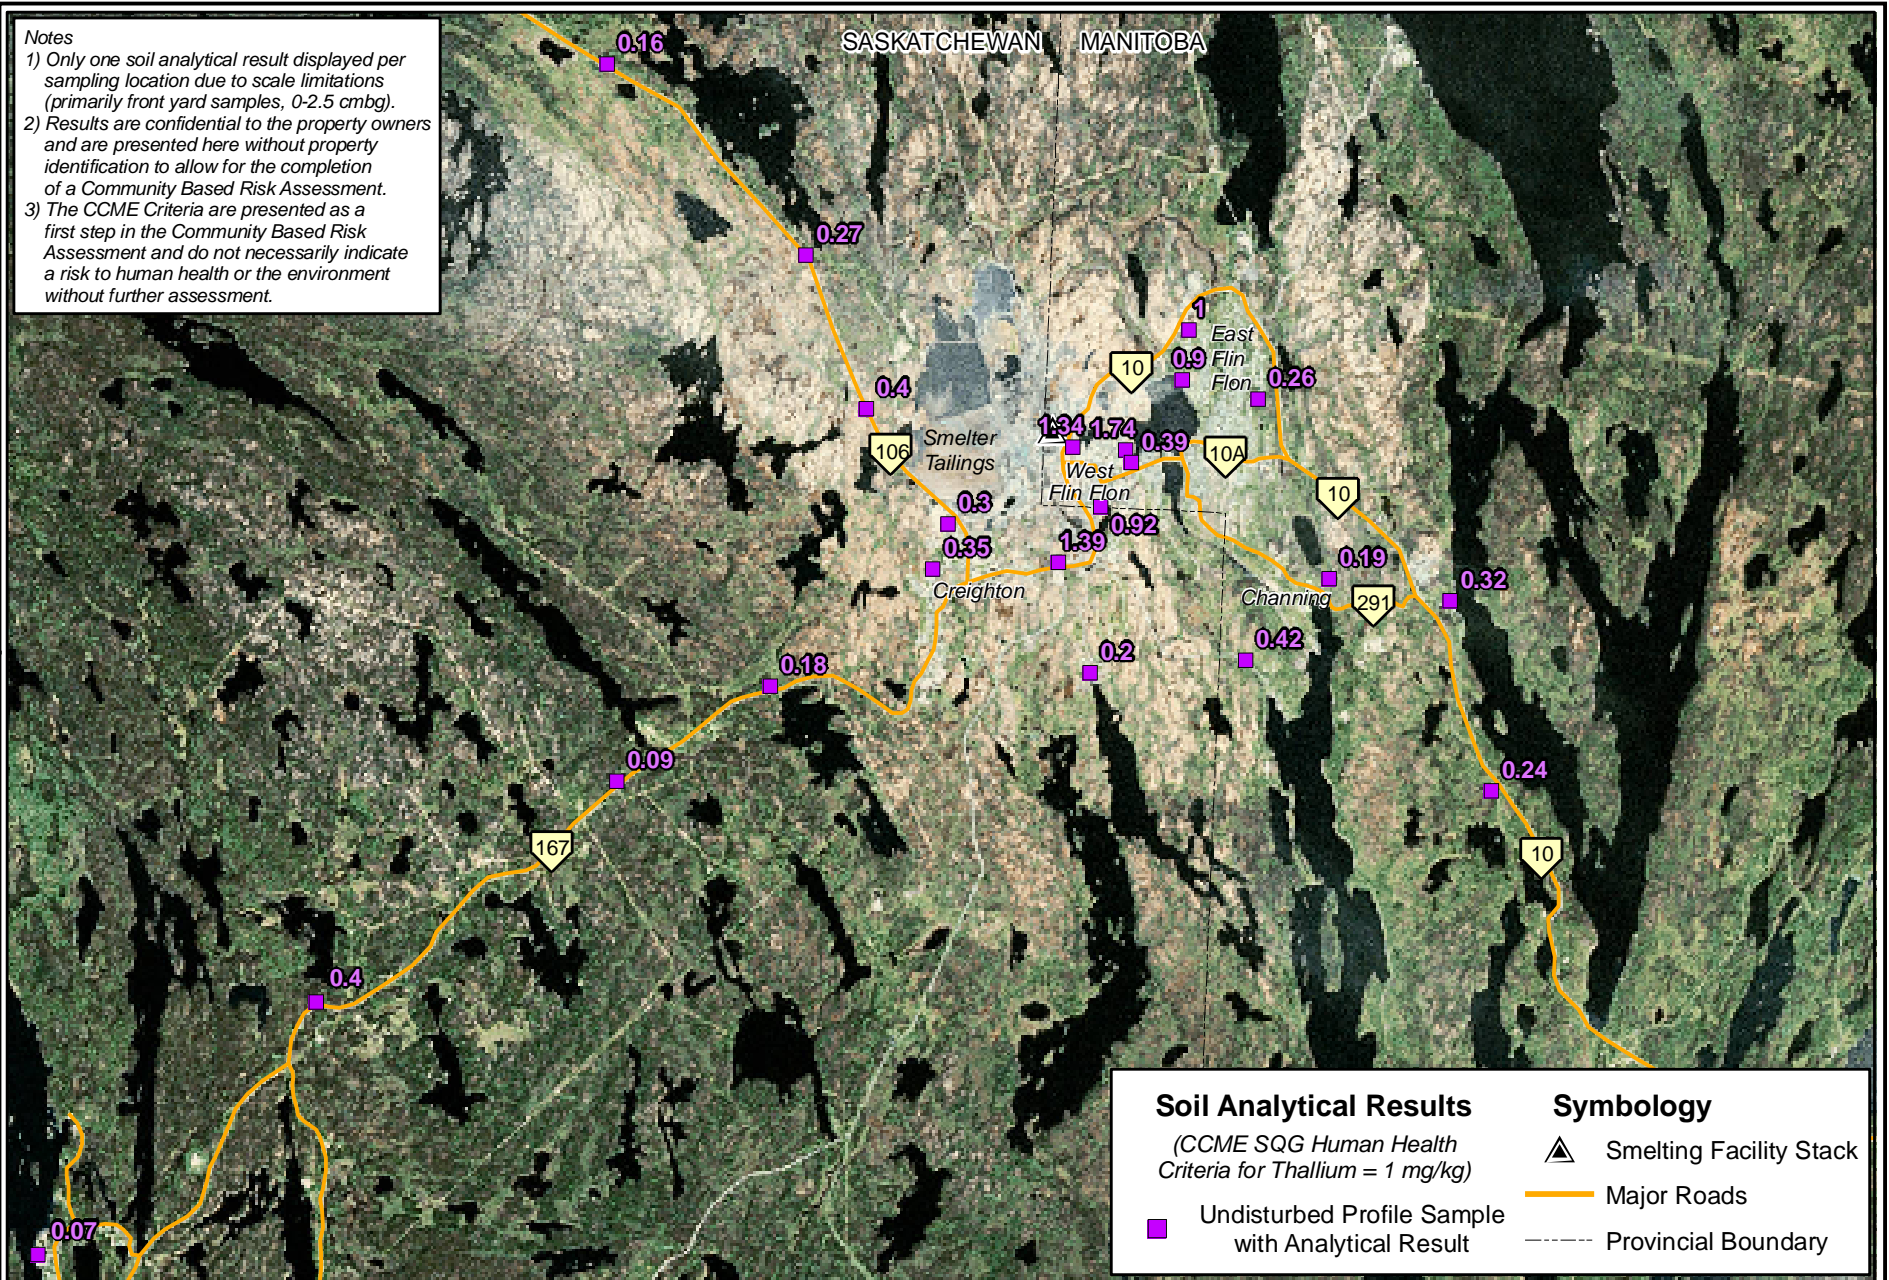 Notes
1) Only one soil analytical result displayed per
sampling location due to scale limitations
(primarily front yard samples, 0-2.5 cmbg).
2) Results are confidential to the property owners
and are presented here without property
identification to allow for the completion
of a Community Based Risk Assessment.
3) The CCME Criteria are presented as a
first step in the Community Based Risk
Assessment and do not necessarily indicate
a risk to human health or the environment
without further assessment.
SASKATCHEWAN MANITOBA
0.16
0.27
1
East
Flin
Flon
0.9
10
0.26
0.4
1.34
1.74
0.39
106
Smelter
Tailings
10A
West
Flin Flon
10
0.3
0.92
0.35
1.39
Creighton
0.19
0.32
Channing
291
0.42
0.2
0.18
0.09
0.24
167
10
0.4
0.07
Soil Analytical Results
(CCME SQG Human Health
Criteria for Thallium = 1 mg/kg)
Undisturbed Profile Sample
with Analytical Result
Symbology
Smelting Facility Stack
Major Roads
Provincial Boundary